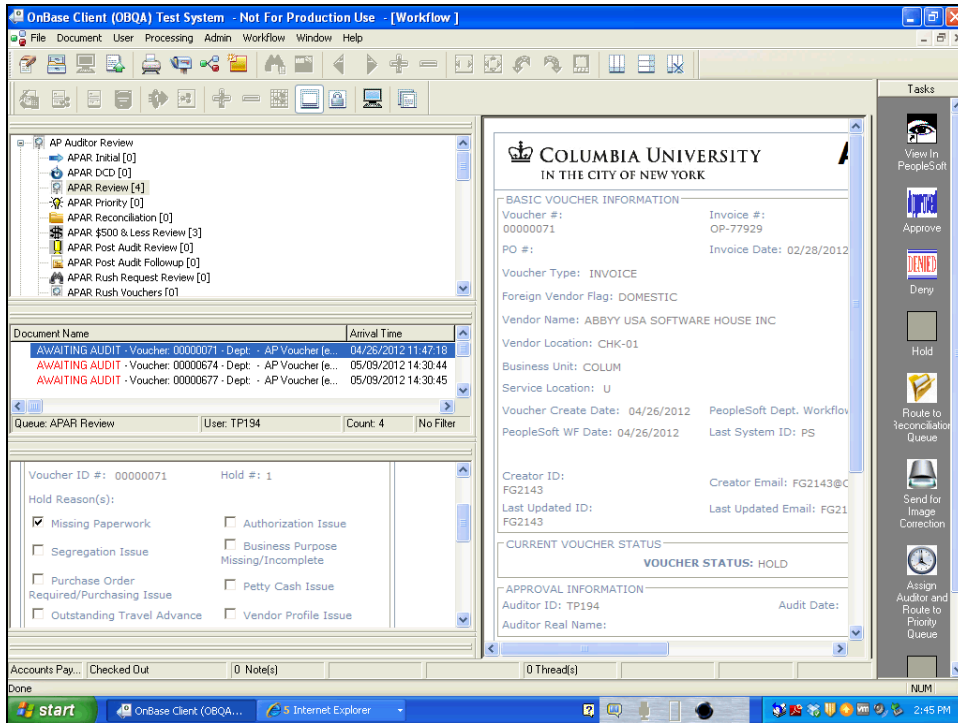 OnBase Client (OBQA) Test System - Not For Production Use - [Workflow ]
File Document User Processing Admin Workflow Window Help
Tasks
AP Auditor Review
APAR Initial [0]
APAR DCD [0]
APAR Review [4]
APAR Priority [0]
APAR Reconciliation [0]
APAR $500 & Less Review [3]
APAR Post Audit Review [0]
APAR Post Audit Followup [0]
APAR Rush Request Review [0]
APAR Rush Vouchers [0]
Document Name Arrival Time
AWAITING AUDIT - Voucher: 00000071 - Dept: - AP Voucher (e... 04/26/2012 11:47:18
AWAITING AUDIT - Voucher: 00000674 - Dept: - AP Voucher (e... 05/09/2012 14:30:44
AWAITING AUDIT - Voucher: 00000677 - Dept: - AP Voucher (e... 05/09/2012 14:30:45
Queue: APAR Review User: TP194 Count: 4 No Filter
Voucher ID #: 00000071 Hold #: 1
Hold Reason(s):
Missing Paperwork Authorization Issue
Segregation Issue Business Purpose
Missing/Incomplete
Purchase Order
Required/Purchasing Issue Petty Cash Issue
Outstanding Travel Advance Vendor Profile Issue
COLUMBIA UNIVERSITY
IN THE CITY OF NEW YORK
BASIC VOUCHER INFORMATION
Voucher #: Invoice #:
00000071 OP-77929
PO #: Invoice Date: 02/28/2012
Voucher Type: INVOICE
Foreign Vendor Flag: DOMESTIC
Vendor Name: ABBYY USA SOFTWARE HOUSE INC
Vendor Location: CHK-01
Business Unit: COLUM
Service Location: U
Voucher Create Date: 04/26/2012 PeopleSoft Dept. Workflov
PeopleSoft WF Date: 04/26/2012 Last System ID: PS
Creator ID:
FG2143 Creator Email: FG2143@C
Last Updated ID:
FG2143 Last Updated Email: FG21
CURRENT VOUCHER STATUS
VOUCHER STATUS: HOLD
APPROVAL INFORMATION
Auditor ID: TP194 Audit Date:
Auditor Real Name:
View In
PeopleSoft
Approved
Approve
DENIED
Deny
Hold
Route to
Reconciliation
Queue
Send for
Image
Correction
Assign
Auditor and
Route to
Priority
Queue
Accounts Pay... Checked Out 0 Note(s) 0 Thread(s)
Done NUM
start OnBase Client (OBQA... 5 Internet Explorer 2:45 PM